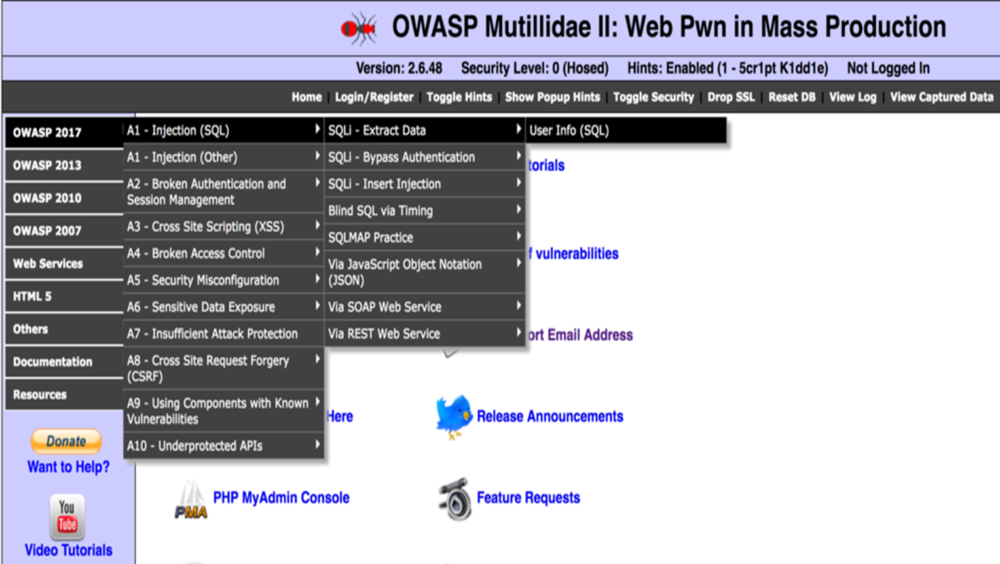 OWASP Mutillidae II: Web Pwn in Mass Production
Version: 2.6.48 Security Level: 0 (Hosed) Hints: Enabled (1 - 5cr1pt K1dd1e) Not Logged In
Home | Login/Register | Toggle Hints | Show Popup Hints | Toggle Security | Drop SSL | Reset DB | View Log | View Captured Data
OWASP 2017
OWASP 2013
OWASP 2010
OWASP 2007
Web Services
HTML 5
Others
Documentation
Resources
Donate
Want to Help?
You
Tube
Video Tutorials
A1 - Injection (SQL)
A1 - Injection (Other)
A2 - Broken Authentication and
Session Management
A3 - Cross Site Scripting (XSS)
A4 - Broken Access Control
A5 - Security Misconfiguration
A6 - Sensitive Data Exposure
A7 - Insufficient Attack Protection
A8 - Cross Site Request Forgery
(CSRF)
A9 - Using Components with Known
Vulnerabilities
A10 - Underprotected APIs
SQLi - Extract Data
SQLi - Bypass Authentication
SQLi - Insert Injection
Blind SQL via Timing
SQLMAP Practice
Via JavaScript Object Notation
(JSON)
Via SOAP Web Service
Via REST Web Service
User Info (SQL)
torials
f vulnerabilities
ort Email Address
Here
Release Announcements
PMA
PHP MyAdmin Console
Feature Requests